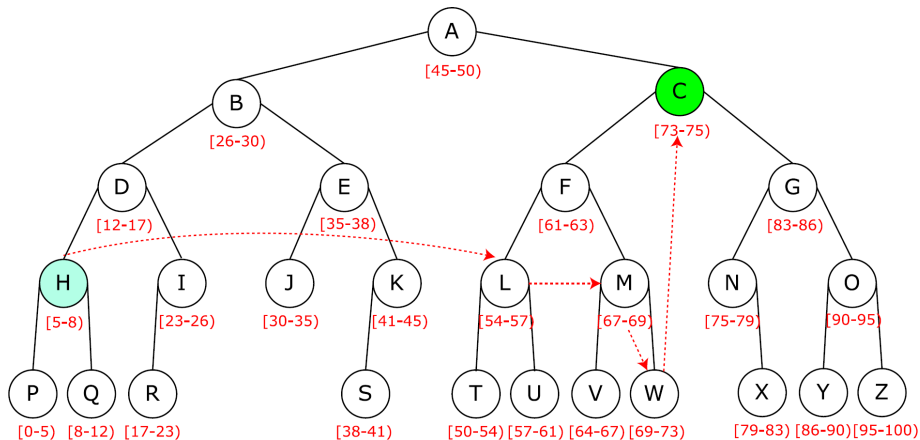 A
[45-50)
B
[26-30)
C
[73-75)
D
[12-17)
E
[35-38)
F
[61-63)
G
[83-86)
H
[5-8)
I
[23-26)
J
[30-35)
K
[41-45)
L
[54-57)
M
[67-69)
N
[75-79)
O
[90-95)
P
[0-5)
Q
[8-12)
R
[17-23)
S
[38-41)
T
[50-54)
U
[57-61)
V
[64-67)
W
[69-73)
X
[79-83)
Y
[86-90)
Z
[95-100)